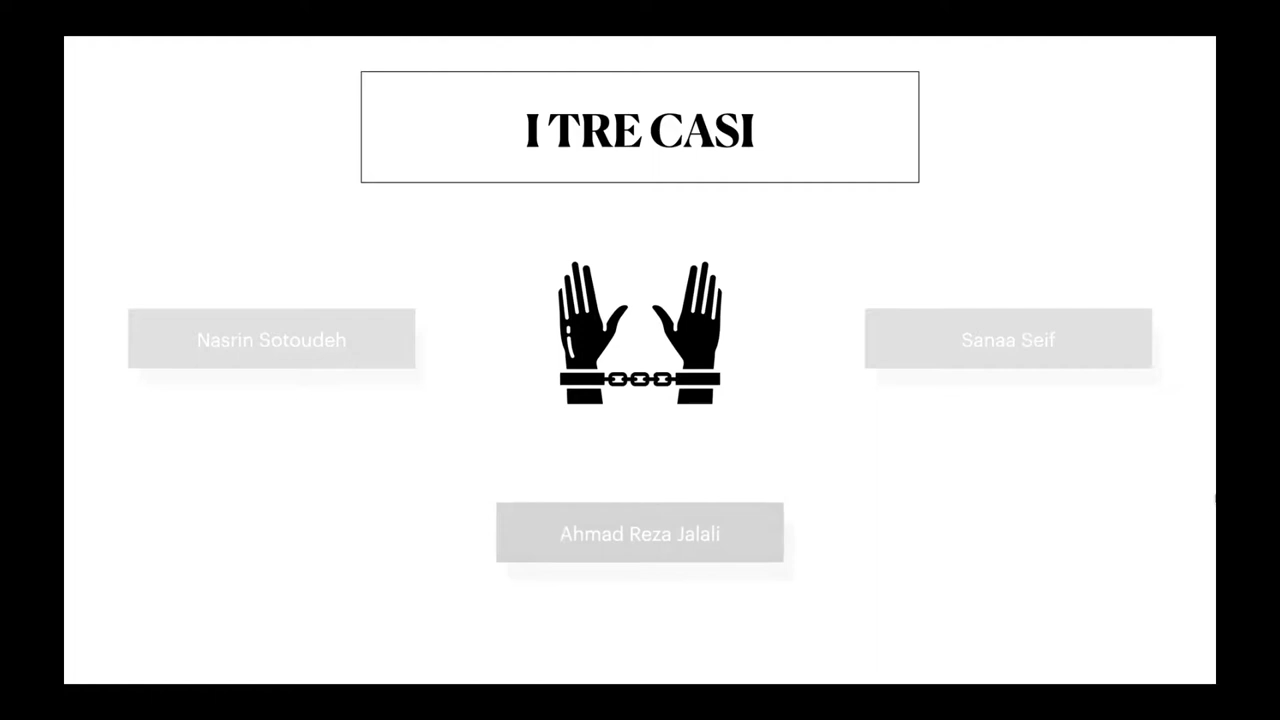 I TRE CASI
Nasrin Sotoudeh
Sanaa Seif
Ahmad Reza Jalali